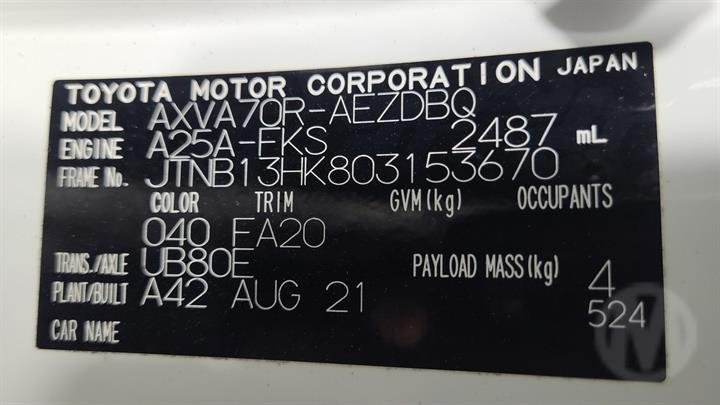 TOYOTA MOTOR CORPORATION JAPAN
MODEL AXVA70R-AEZDBQ
ENGINE A25A-FKS 2487 mL
FRAME No. JTNB13HK803153670
COLOR TRIM GVM(kg) OCCUPANTS
040 FA20
TRANS./AXLE UB80E PAYLOAD MASS(kg) 4
PLANT/BUILT A42 AUG 21 524
CAR NAME
M